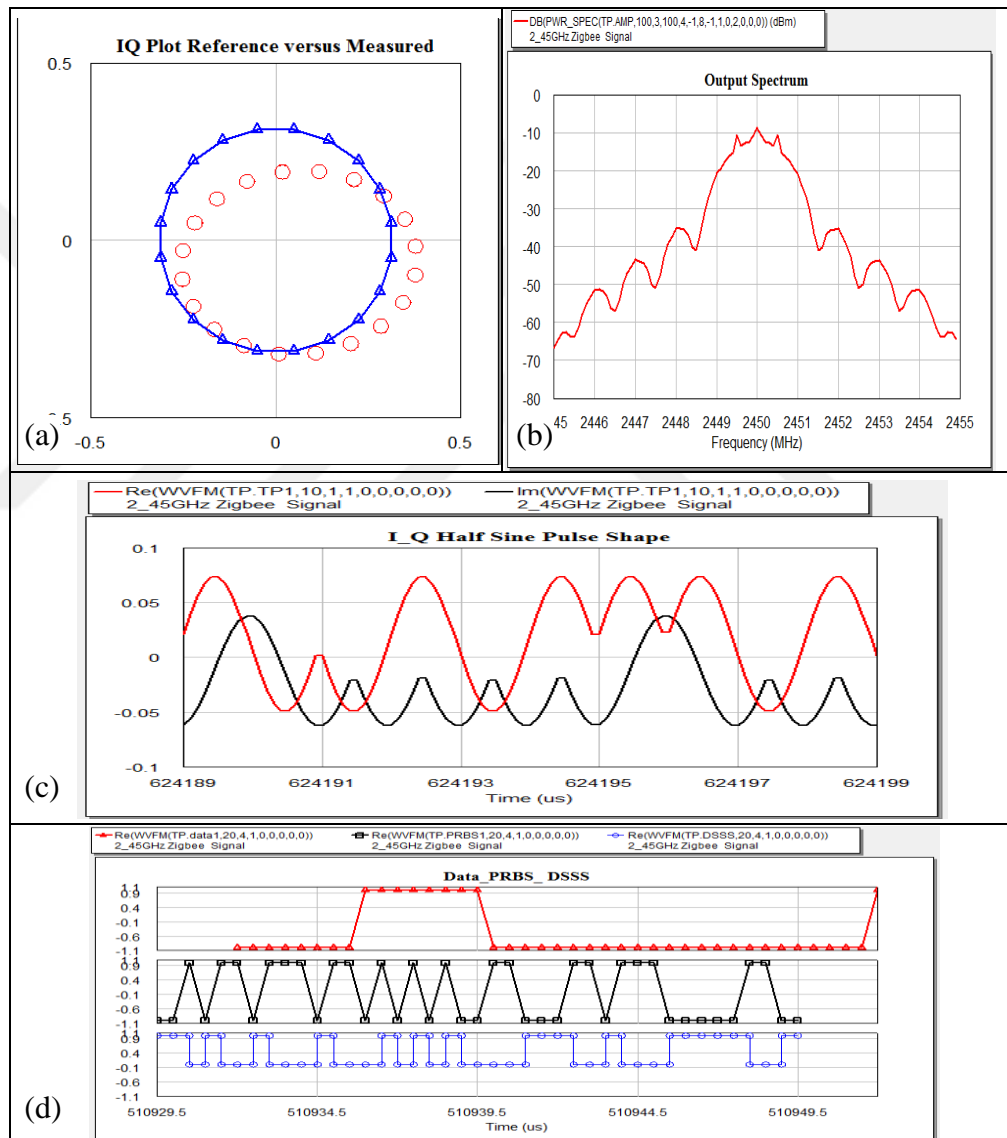 IQ Plot Reference versus Measured
0.5
0
-0.5
0
0.5
(a)
DB(PWR_SPEC(TP.AMP,100,3,100,4,-1,8,-1,1,0,2,0,0,0)) (dBm)
2_45GHz Zigbee Signal
Output Spectrum
0
-10
-20
-30
-40
-50
-60
-70
-80
45 2446 2447 2448 2449 2450 2451 2452 2453 2454 2455
Frequency (MHz)
(b)
Re(WVFM(TP.TP1,10,1,1,0,0,0,0,0))
2_45GHz Zigbee Signal
Im(WVFM(TP.TP1,10,1,1,0,0,0,0,0))
2_45GHz Zigbee Signal
I_Q Half Sine Pulse Shape
0.1
0.05
0
-0.05
-0.1
624189 624191 624193 624195 624197 624199
Time (us)
(c)
Re(WVFM(TP.data1,20,4,1,0,0,0,0,0))
2_45GHz Zigbee Signal
Re(WVFM(TP.PRBS1,20,4,1,0,0,0,0,0))
2_45GHz Zigbee Signal
Re(WVFM(TP.DSSS,20,4,1,0,0,0,0,0))
2_45GHz Zigbee Signal
Data_PRBS_ DSSS
1.1
0.9
0.4
-0.1
-0.6
-1.1
1.1
0.9
0.4
-0.1
-0.6
-1.1
1.1
0.9
0.4
-0.1
-0.6
-1.1
510929.5 510934.5 510939.5 510944.5 510949.5
Time (us)
(d)